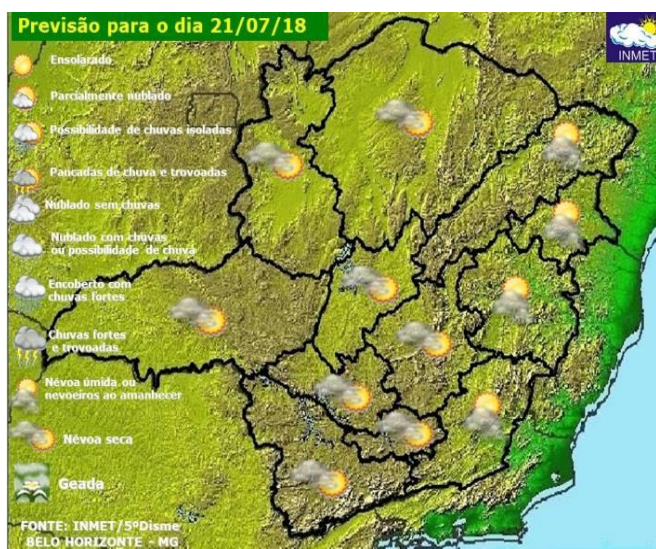 Previsão para o dia 21/07/18
INMET
Ensolarado
Parcialmente nublado
Possibilidade de chuvas isoladas
Pancadas de chuva e trovoadas
Nublado sem chuvas
Nublado com chuvas
ou possibilidade de chuva
Encoberto com
chuvas fortes
Chuvas fortes
e trovoadas
Névoa úmida ou
nevoeiros ao amanhecer
Névoa seca
Geada
FONTE: INMET/5ºDisme
BELO HORIZONTE - MG